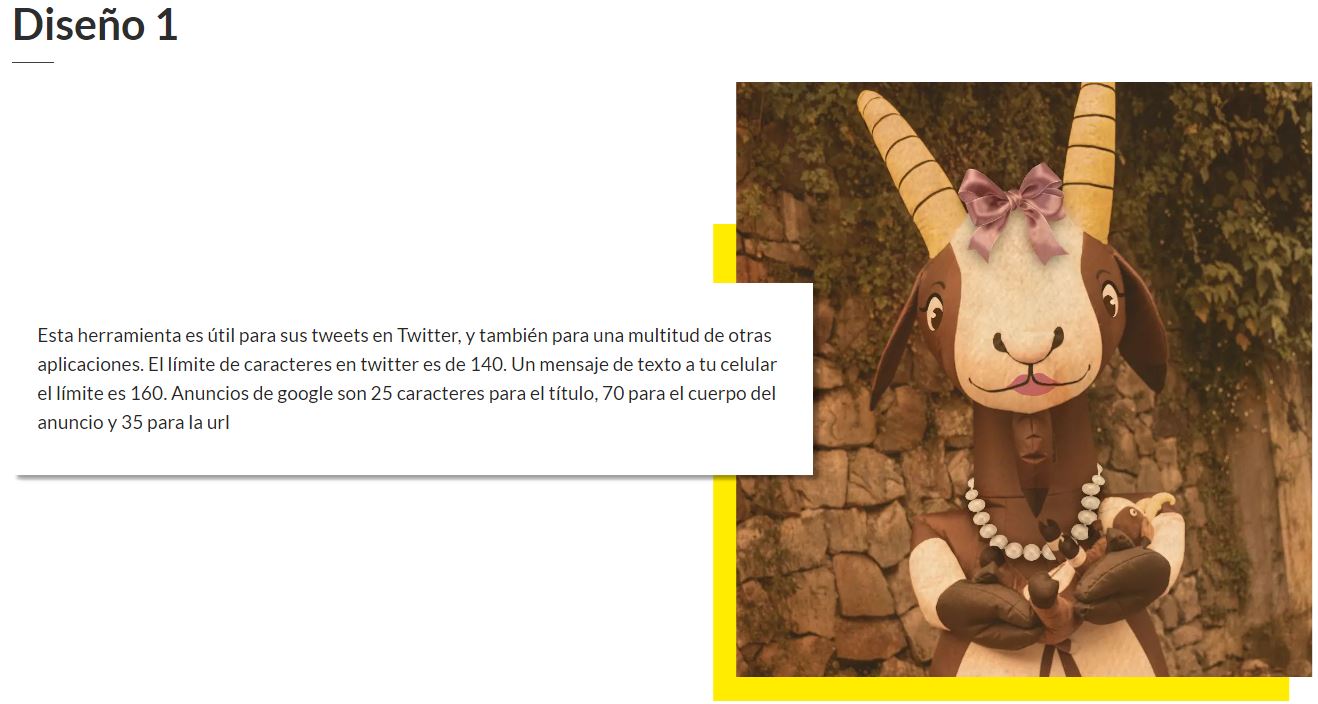 Diseño 1
Esta herramienta es útil para sus tweets en Twitter, y también para una multitud de otras
aplicaciones. El límite de caracteres en twitter es de 140. Un mensaje de texto a tu celular
el límite es 160. Anuncios de google son 25 caracteres para el título, 70 para el cuerpo del
anuncio y 35 para la url